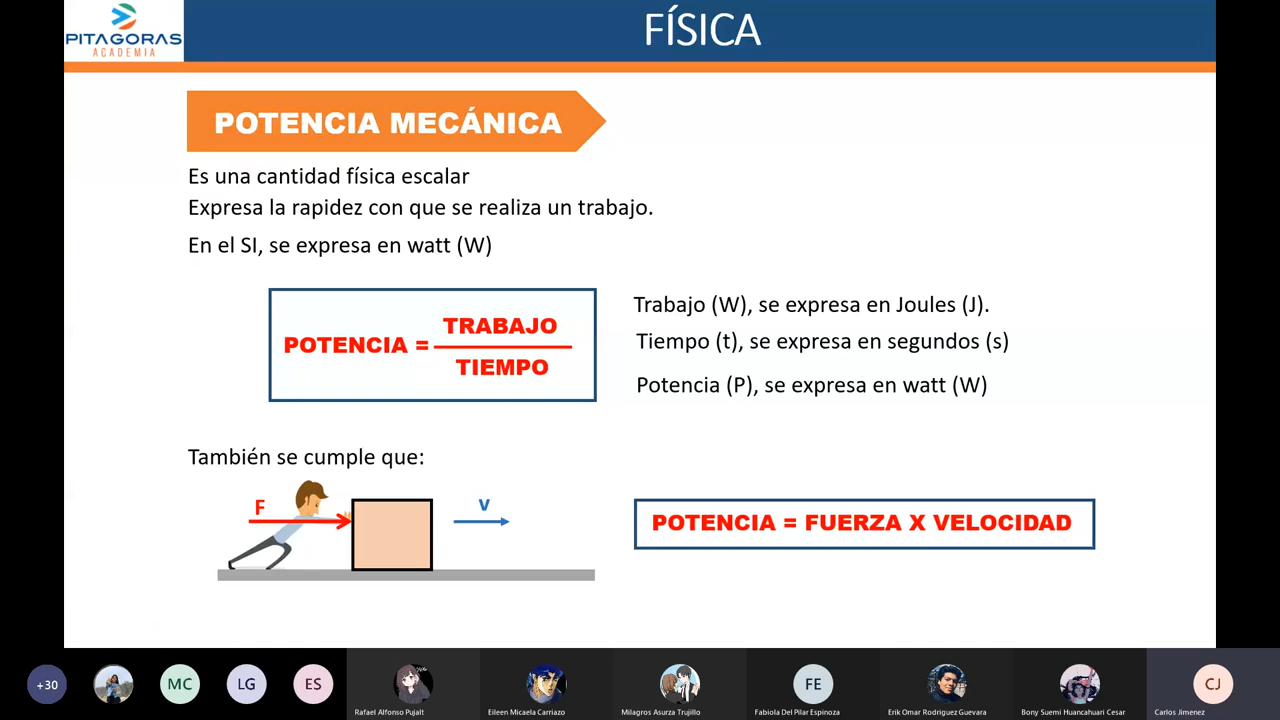 PITAGORAS
ACADEMIA
FÍSICA
POTENCIA MECÁNICA
Es una cantidad física escalar
Expresa la rapidez con que se realiza un trabajo.
En el SI, se expresa en watt (W)
POTENCIA = TRABAJO
TIEMPO
Trabajo (W), se expresa en Joules (J).
Tiempo (t), se expresa en segundos (s)
Potencia (P), se expresa en watt (W)
También se cumple que:
F
v
POTENCIA = FUERZA X VELOCIDAD
+30
MC
LG
ES
FE
CJ
Rafael Alfonso Pujalt
Eileen Micaela Carriazo
Milagros Asurza Trujillo
Fabiola Del Pilar Espinoza
Erik Omar Rodriguez Guevara
Bony Suemi Huancahuari Cesar
Carlos Jimenez